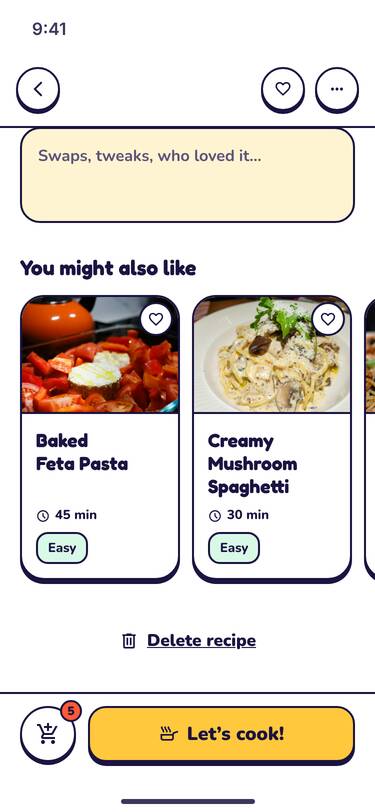 9:41
Swaps, tweaks, who loved it...
You might also like
Baked
Feta Pasta
45 min
Easy
Creamy
Mushroom
Spaghetti
30 min
Easy
Delete recipe
5
Let's cook!